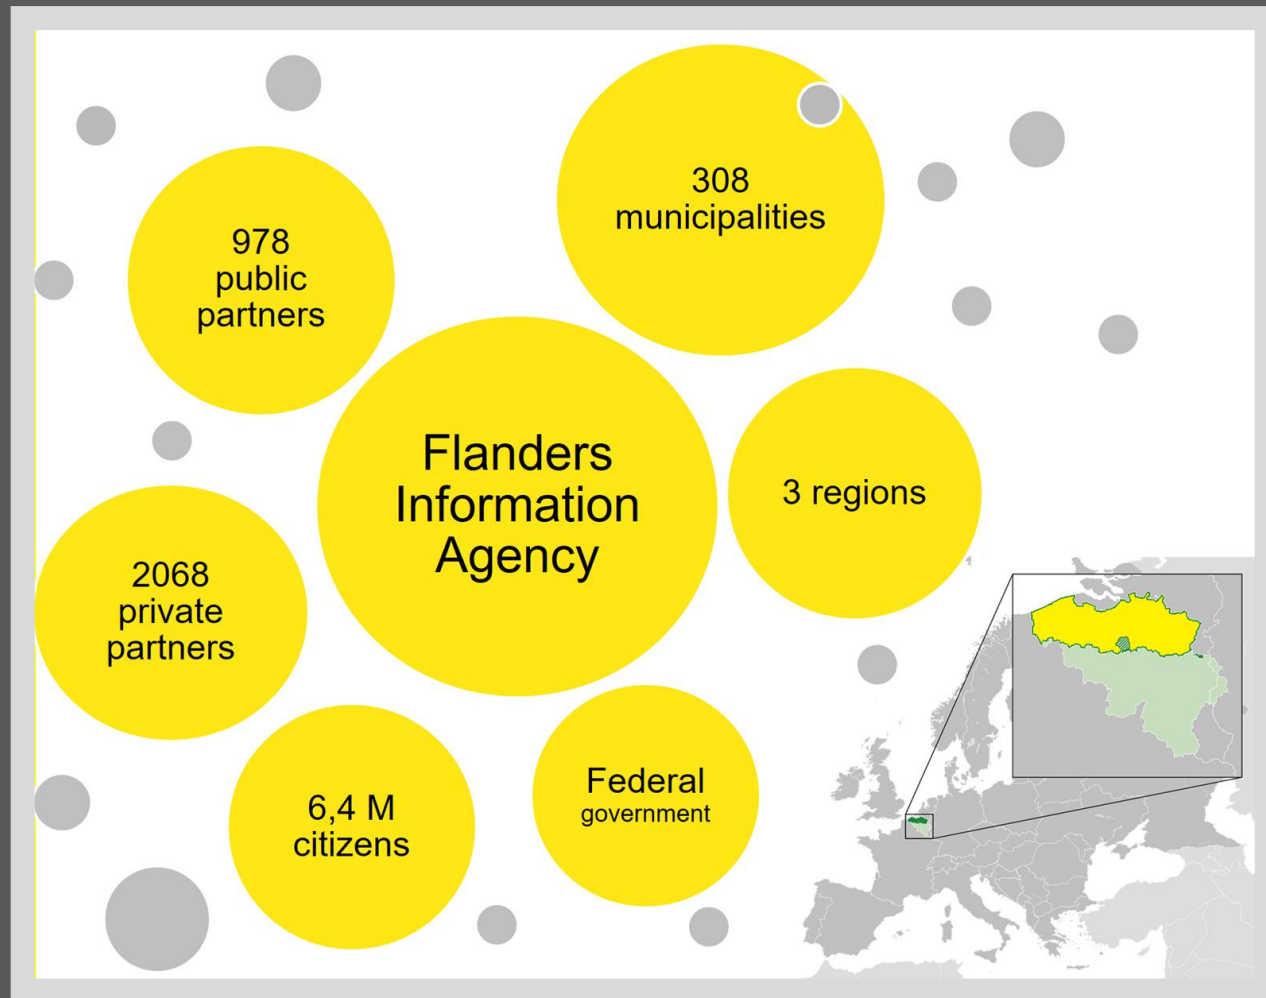 308
municipalities
978
public
partners
Flanders
Information
Agency
3 regions
2068
private
partners
Federal
government
6,4 M
citizens